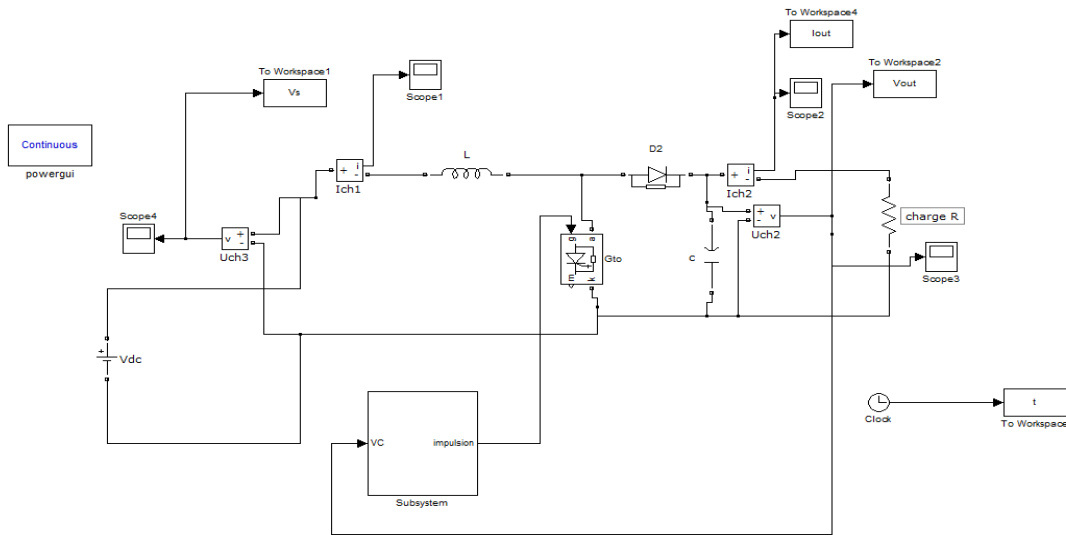 To Workspace4
Iout
To Workspace1
Vs
Scope1
To Workspace2
Vout
Scope2
Continuous
powergui
L
D2
+
-
i
Ich1
+
-
i
Ich2
Scope4
v
+
-
Uch3
g
a
m
k
Gto
+
-
v
Uch2
charge R
c
Scope3
+
Vdc
Clock
t
To Workspace
VC
impulsion
Subsystem